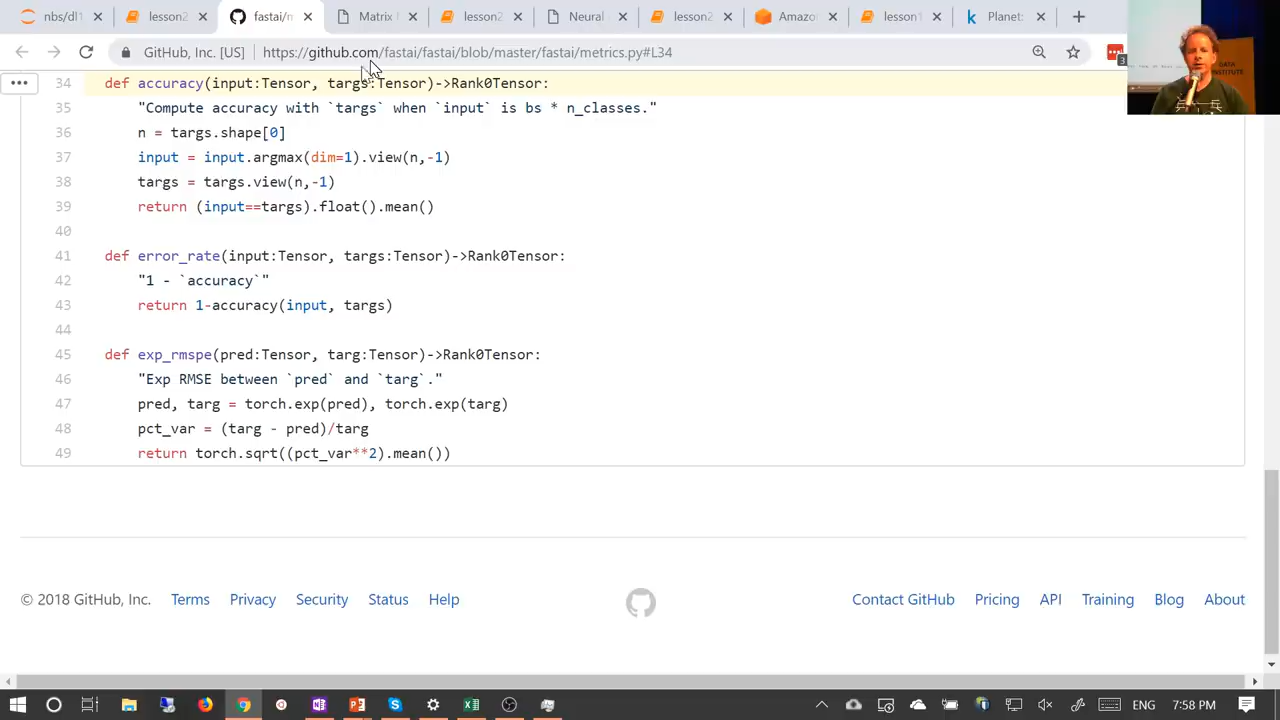 nbs/dl1
lesson2
fastai/m
Matrix M
lesson2
Neural
lesson2
Amazo
lesson1
Planet:
GitHub, Inc. [US]
https://github.com/fastai/fastai/blob/master/fastai/metrics.py#L34
3
DATA
INSTITUTE
34 def accuracy(input:Tensor, targs:Tensor)->Rank0Tensor:
35 "Compute accuracy with `targs` when `input` is bs * n_classes."
36 n = targs.shape[0]
37 input = input.argmax(dim=1).view(n,-1)
38 targs = targs.view(n,-1)
39 return (input==targs).float().mean()
40
41 def error_rate(input:Tensor, targs:Tensor)->Rank0Tensor:
42 "1 - `accuracy`"
43 return 1-accuracy(input, targs)
44
45 def exp_rmspe(pred:Tensor, targ:Tensor)->Rank0Tensor:
46 "Exp RMSE between `pred` and `targ`."
47 pred, targ = torch.exp(pred), torch.exp(targ)
48 pct_var = (targ - pred)/targ
49 return torch.sqrt((pct_var**2).mean())
© 2018 GitHub, Inc. Terms Privacy Security Status Help
Contact GitHub Pricing API Training Blog About
ENG 7:58 PM